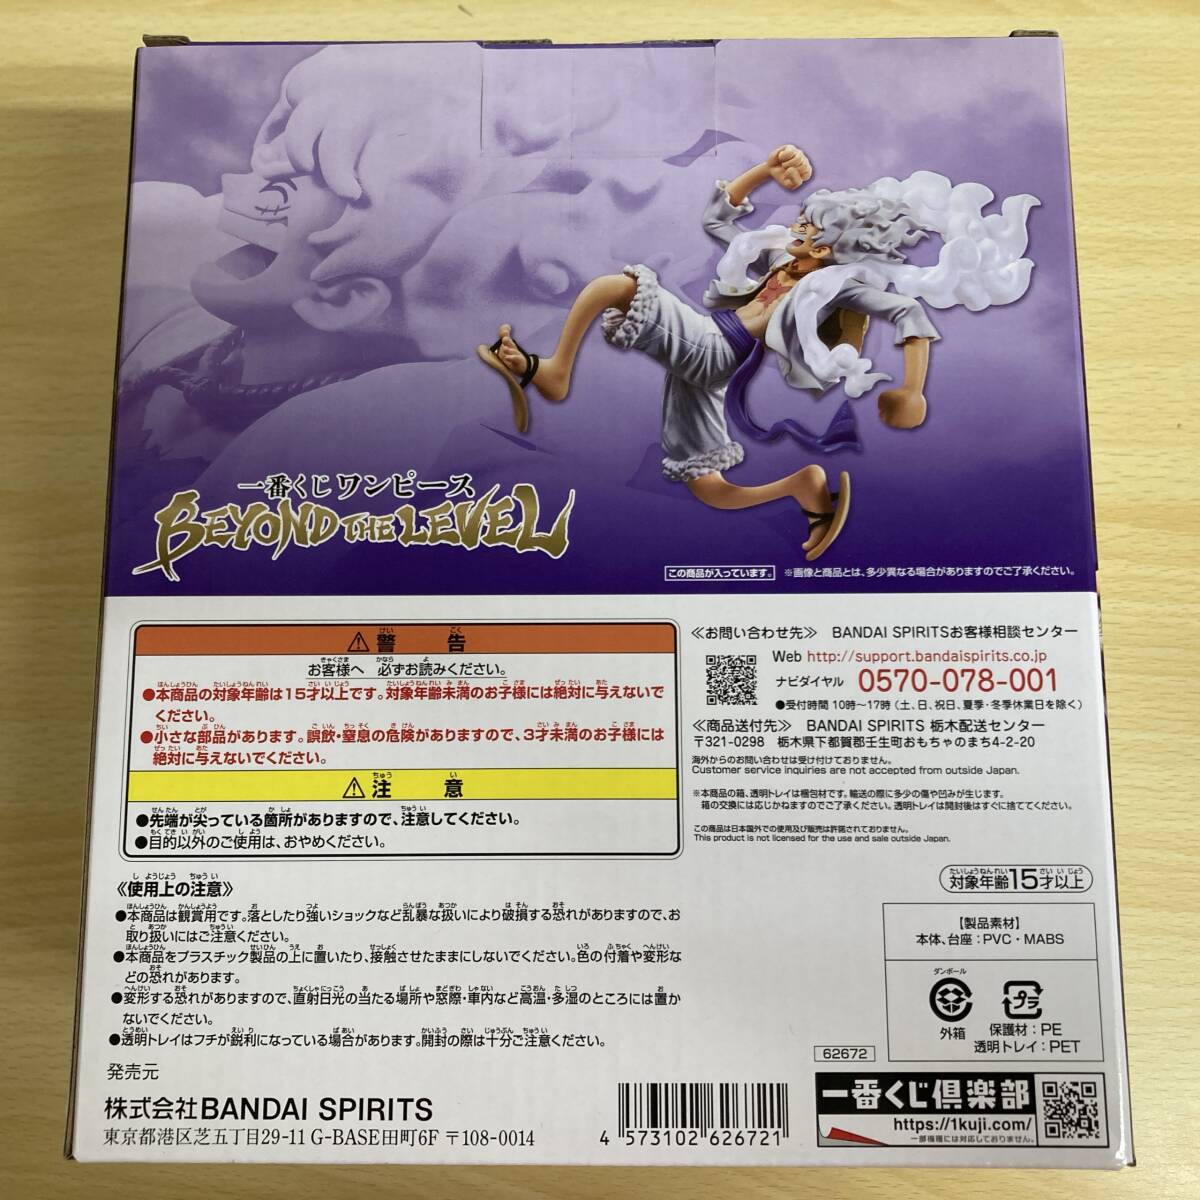 一番くじ ワンピース
BEYOND THE LEVEL
この商品が入っています。 ※画像と商品とは、多少異なる場合がありますのでご了承ください。
⚠警告
お客様へ 必ずお読みください。
●本商品の対象年齢は15才以上です。対象年齢未満のお子様には絶対に与えないで
ください。
●小さな部品があります。誤飲・窒息の危険がありますので、3才未満のお子様には
絶対に与えないでください。
⚠注意
●先端が尖っている箇所がありますので、注意してください。
●目的以外のご使用は、おやめください。
《使用上の注意》
●本商品は観賞用です。落としたり強いショックなど乱暴な扱いにより破損する恐れがありますので、お
取り扱いにはご注意ください。
●本商品をプラスチック製品の上に置いたり、接触させたままにしないでください。色の付着や変形な
どの恐れがあります。
●変形する恐れがありますので、直射日光の当たる場所や窓際・車内など高温・多湿のところには置か
ないでください。
●透明トレイはフチが鋭利になっている場合があります。開封の際は十分ご注意ください。
発売元
株式会社BANDAI SPIRITS
東京都港区芝五丁目29-11 G-BASE田町6F 〒108-0014
≪お問い合わせ先≫ BANDAI SPIRITSお客様相談センター
Web http://support.bandaispirits.co.jp
ナビダイヤル 0570-078-001
●受付時間 10時〜17時（土、日、祝日、夏季・冬季休業日を除く）
≪商品送付先≫ BANDAI SPIRITS 栃木配送センター
〒321-0298 栃木県下都賀郡壬生町おもちゃのまち4-2-20
海外からのお問い合わせは受け付けておりません。
Customer service inquiries are not accepted from outside Japan.
※本商品の箱、透明トレイは梱包材です。輸送の際に多少の傷や凹みが生じます。
箱の交換には応じかねますのでご了承ください。透明トレイは開封後はすぐに捨ててください。
この商品は日本国外での使用及び販売は許諾されておりません。
This product is not licensed for the use and sale outside Japan.
対象年齢15才以上
【製品素材】
本体、台座：PVC・MABS
ダンボール
外箱
プラ
保護材：PE
透明トレイ：PET
62672
4 573102 626721
一番くじ倶楽部
https://1kuji.com/
一部機種には対応しておりません。